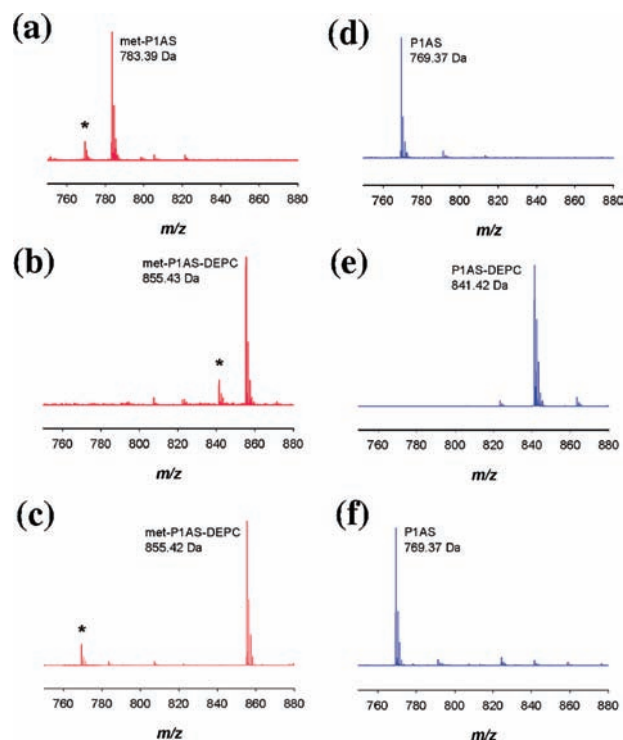 (a)
met-P1AS
783.39 Da
*
760 780 800 820 840 860 880
m/z
(d)
P1AS
769.37 Da
760 780 800 820 840 860 880
m/z
(b)
met-P1AS-DEPC
855.43 Da
*
760 780 800 820 840 860 880
m/z
(e)
P1AS-DEPC
841.42 Da
760 780 800 820 840 860 880
m/z
(c)
met-P1AS-DEPC
855.42 Da
*
760 780 800 820 840 860 880
m/z
(f)
P1AS
769.37 Da
760 780 800 820 840 860 880
m/z